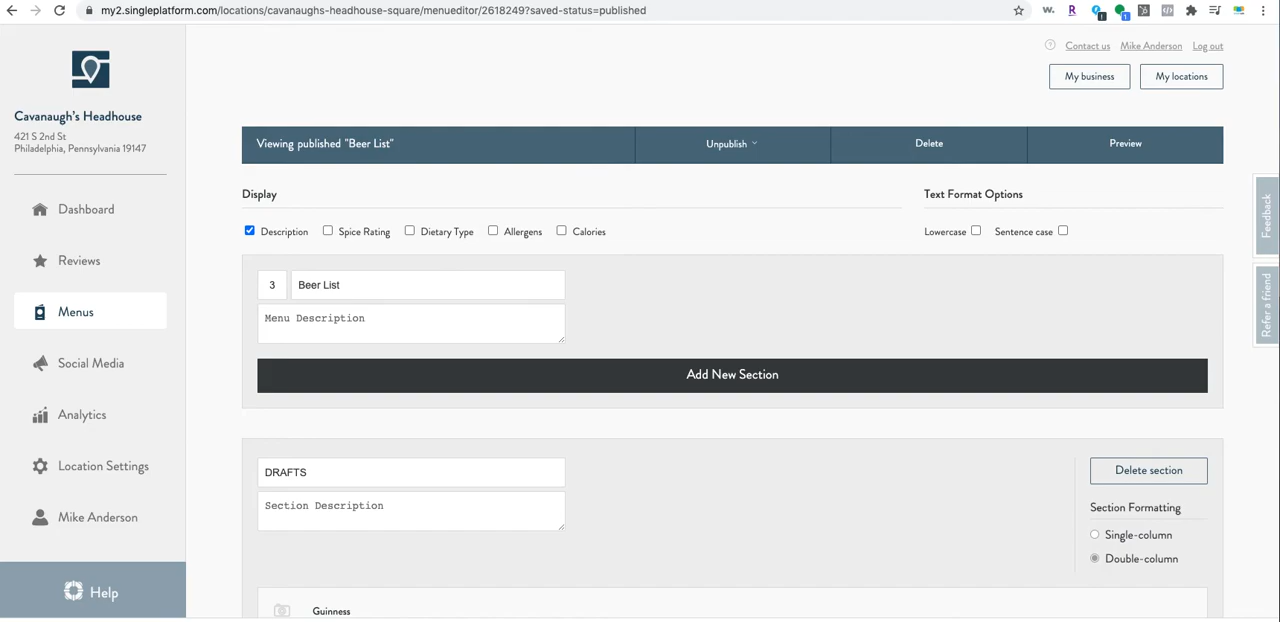 my2.singleplatform.com/locations/cavanaughs-headhouse-square/menueditor/2618249?saved-status=published
Contact us Mike Anderson Log out
My business My locations
Cavanaugh's Headhouse
421 S 2nd St
Philadelphia, Pennsylvania 19147
Viewing published "Beer List" Unpublish Delete Preview
Display Text Format Options
Description Spice Rating Dietary Type Allergens Calories Lowercase Sentence case
Dashboard
Reviews
Menus
Social Media
Analytics
Location Settings
Mike Anderson
Help
3 Beer List
Menu Description
Add New Section
DRAFTS
Section Description
Delete section
Section Formatting
Single-column
Double-column
Guinness
Feedback
Refer a friend